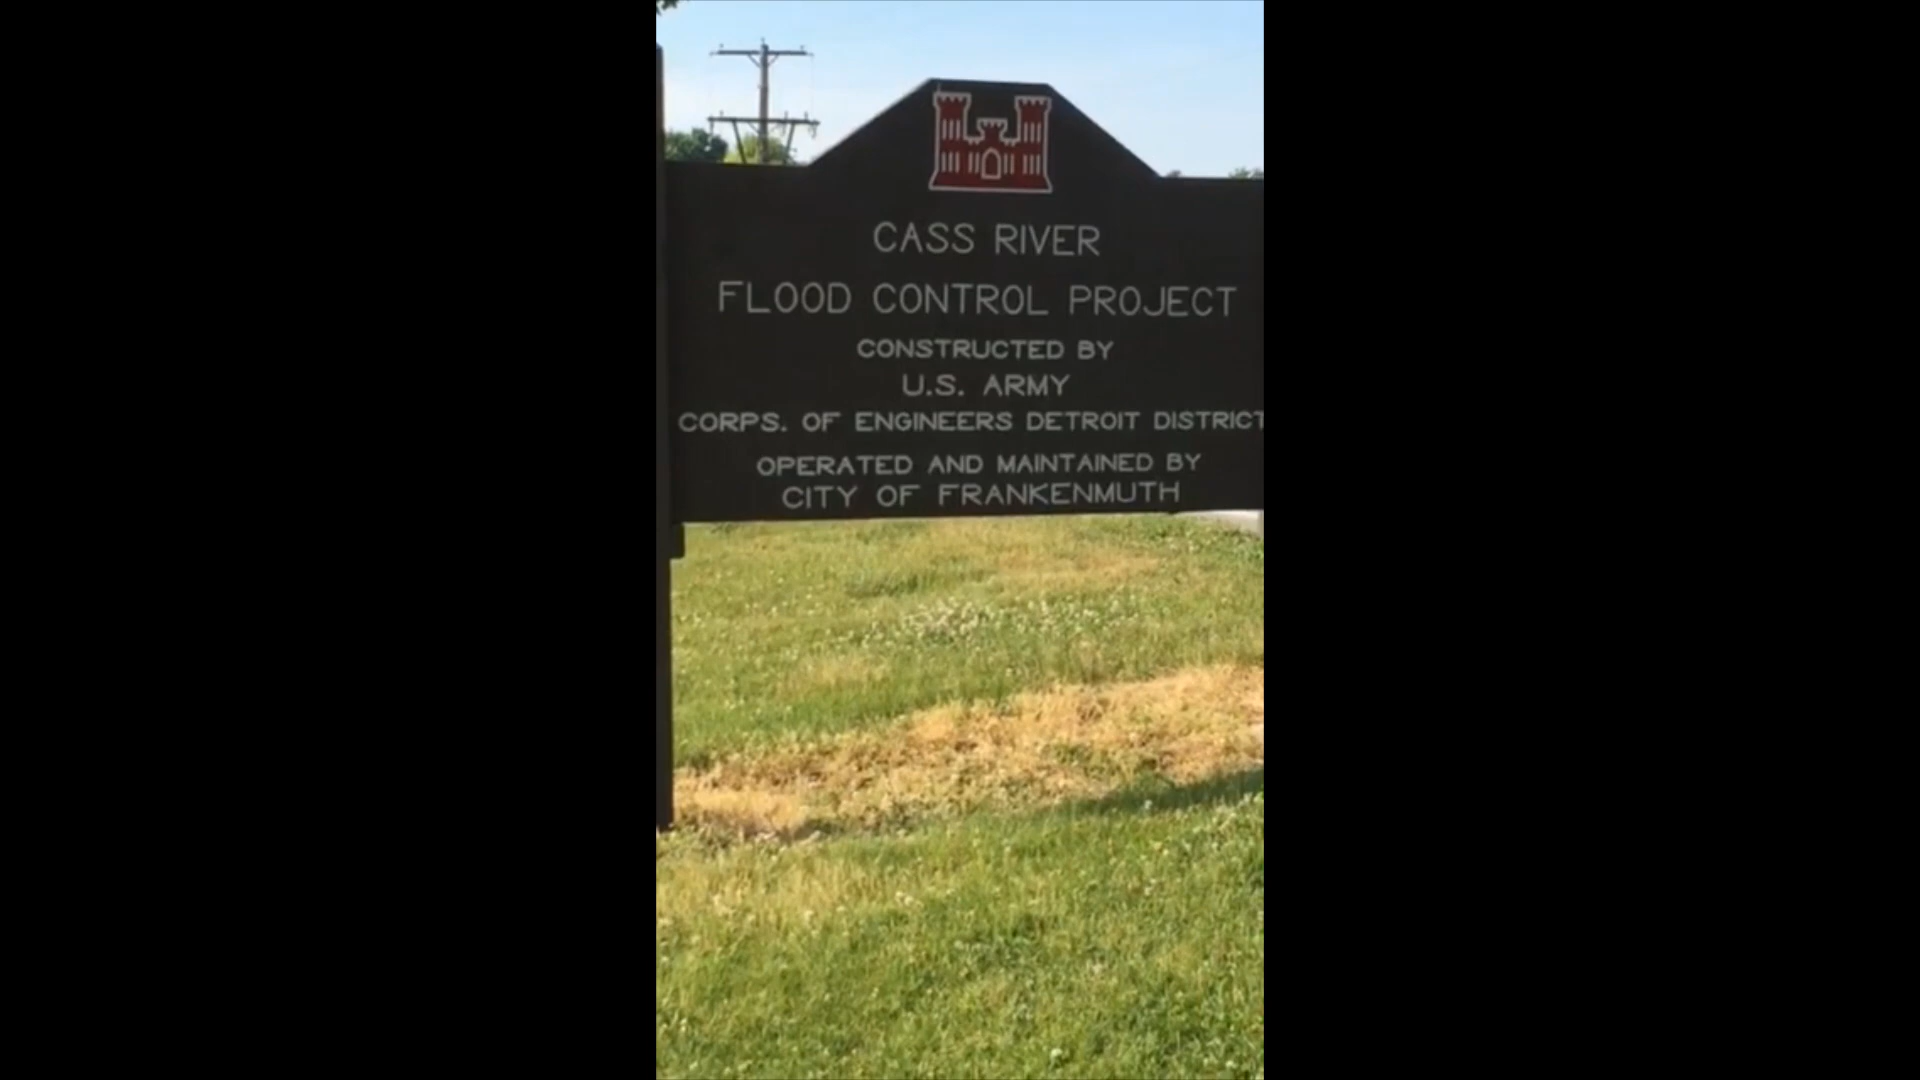 CASS RIVER
FLOOD CONTROL PROJECT
CONSTRUCTED BY
U.S. ARMY
CORPS. OF ENGINEERS DETROIT DISTRICT
OPERATED AND MAINTAINED BY
CITY OF FRANKENMUTH